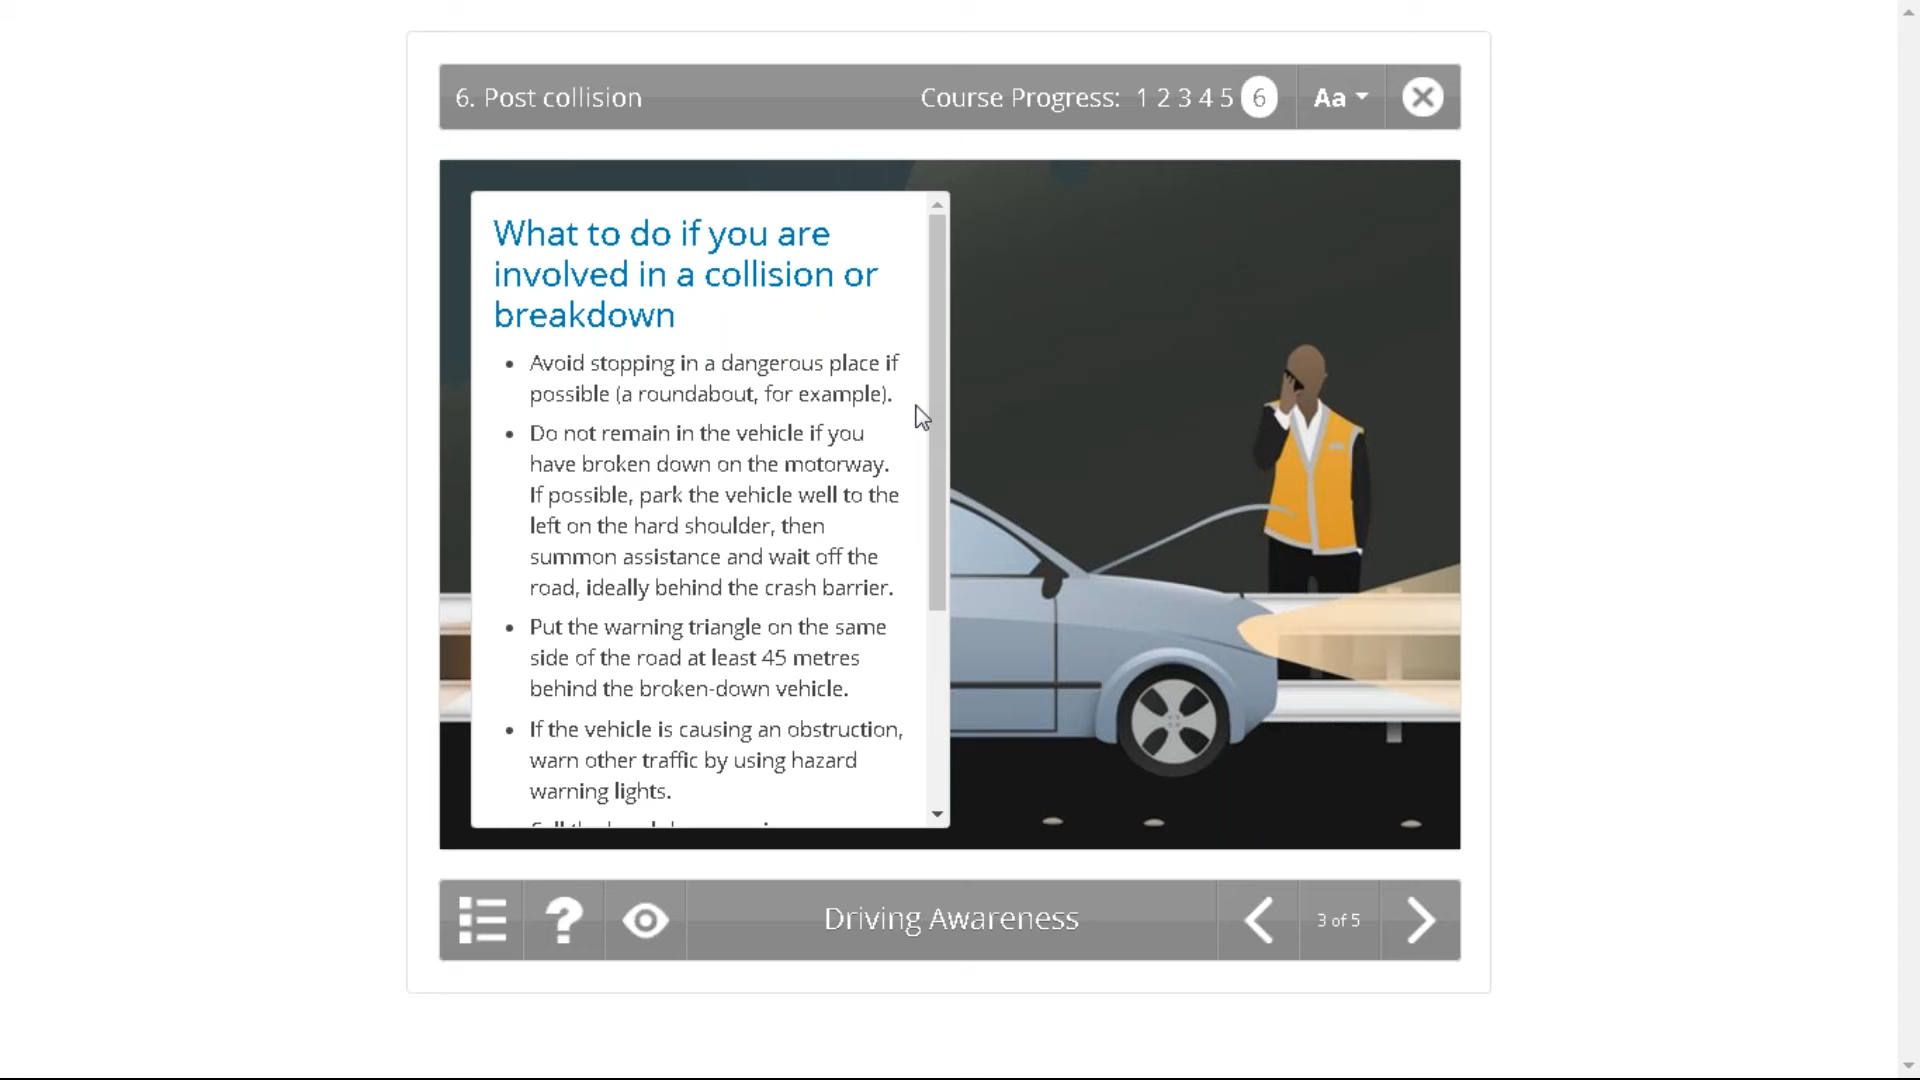 6. Post collision
Course Progress: 1 2 3 4 5 6
Aa
What to do if you are
involved in a collision or
breakdown
• Avoid stopping in a dangerous place if
possible (a roundabout, for example).
• Do not remain in the vehicle if you
have broken down on the motorway.
If possible, park the vehicle well to the
left on the hard shoulder, then
summon assistance and wait off the
road, ideally behind the crash barrier.
• Put the warning triangle on the same
side of the road at least 45 metres
behind the broken-down vehicle.
• If the vehicle is causing an obstruction,
warn other traffic by using hazard
warning lights.
?
Driving Awareness
3 of 5